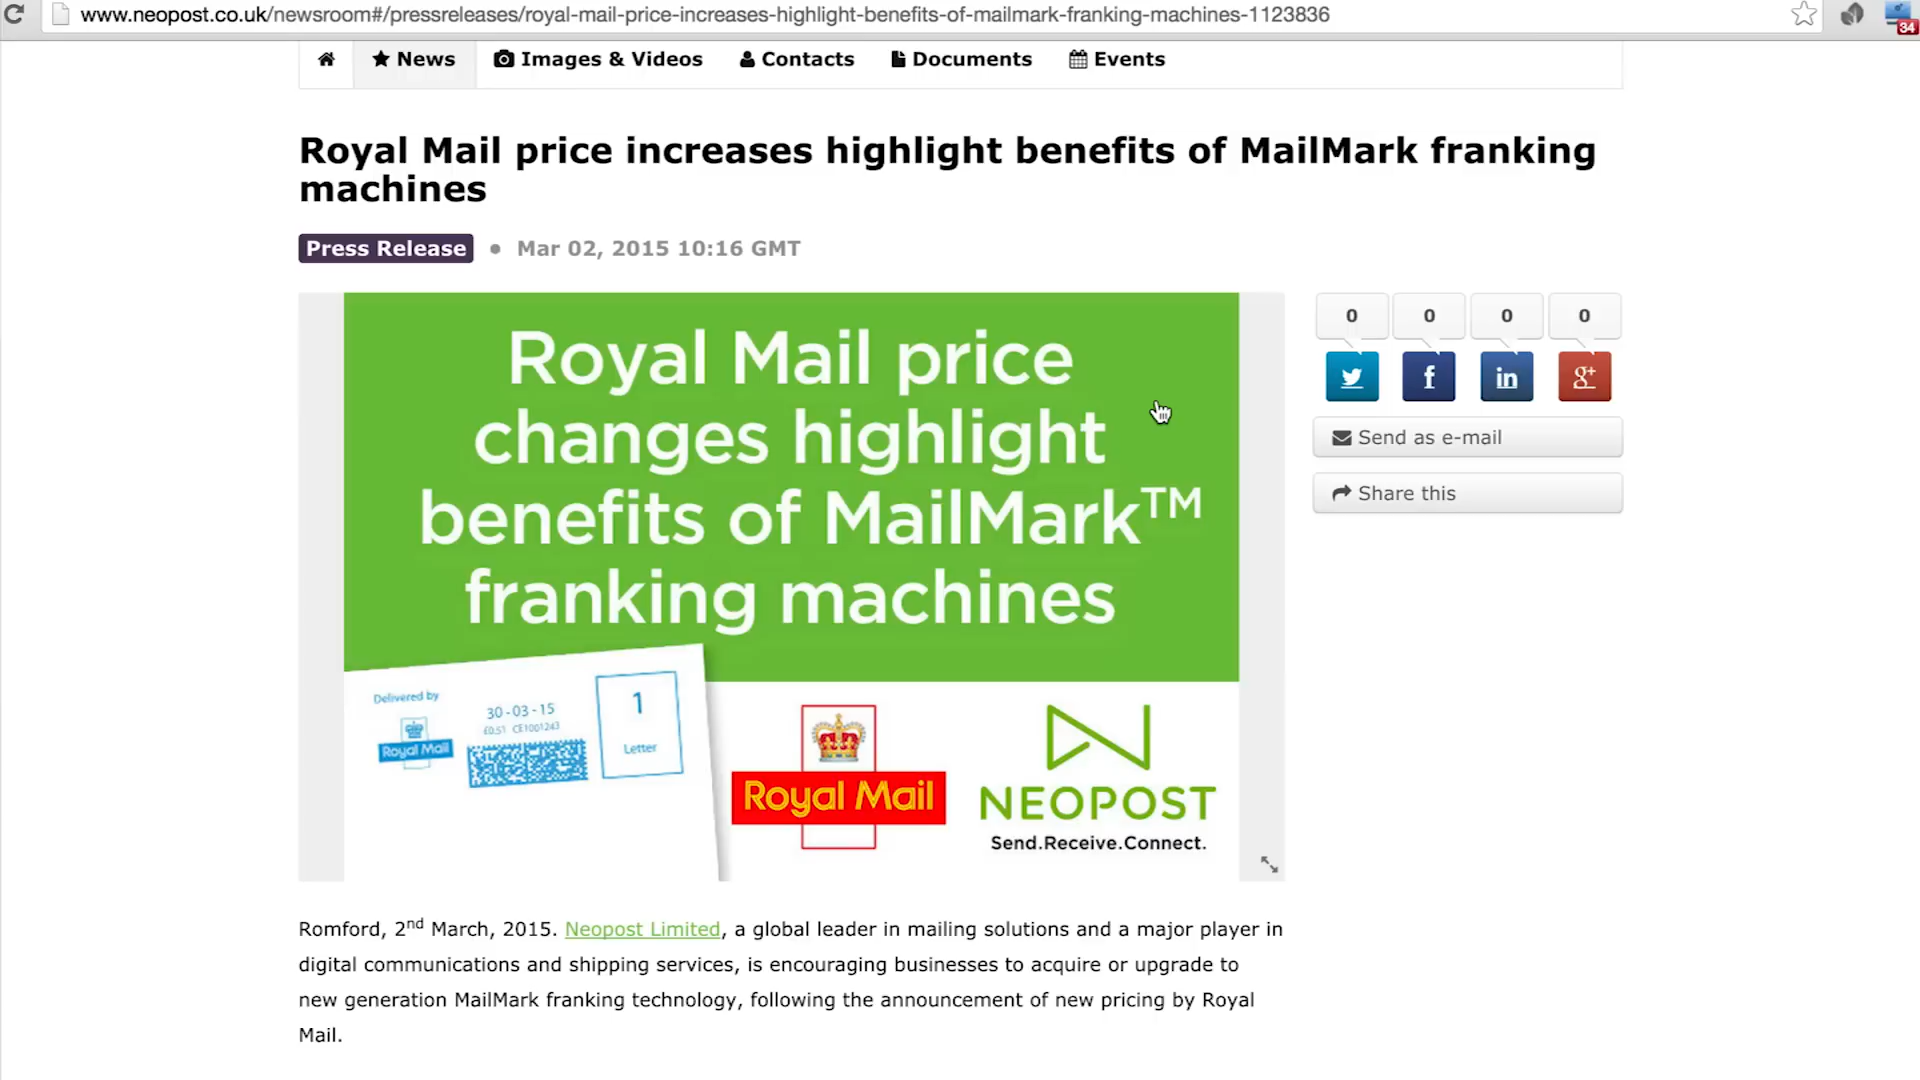 www.neopost.co.uk/newsroom#/pressreleases/royal-mail-price-increases-highlight-benefits-of-mailmark-franking-machines-1123836
34
News Images & Videos Contacts Documents Events
Royal Mail price increases highlight benefits of MailMark franking
machines
Press Release • Mar 02, 2015 10:16 GMT
Royal Mail price
changes highlight
benefits of MailMark™
franking machines
Delivered by
Royal Mail
30-03-15
£0.51 CE1001243
1
Letter
Royal Mail
NEOPOST
Send.Receive.Connect.
0 0 0 0
f in g+
Send as e-mail
Share this
Romford, 2nd March, 2015. Neopost Limited, a global leader in mailing solutions and a major player in
digital communications and shipping services, is encouraging businesses to acquire or upgrade to
new generation MailMark franking technology, following the announcement of new pricing by Royal
Mail.